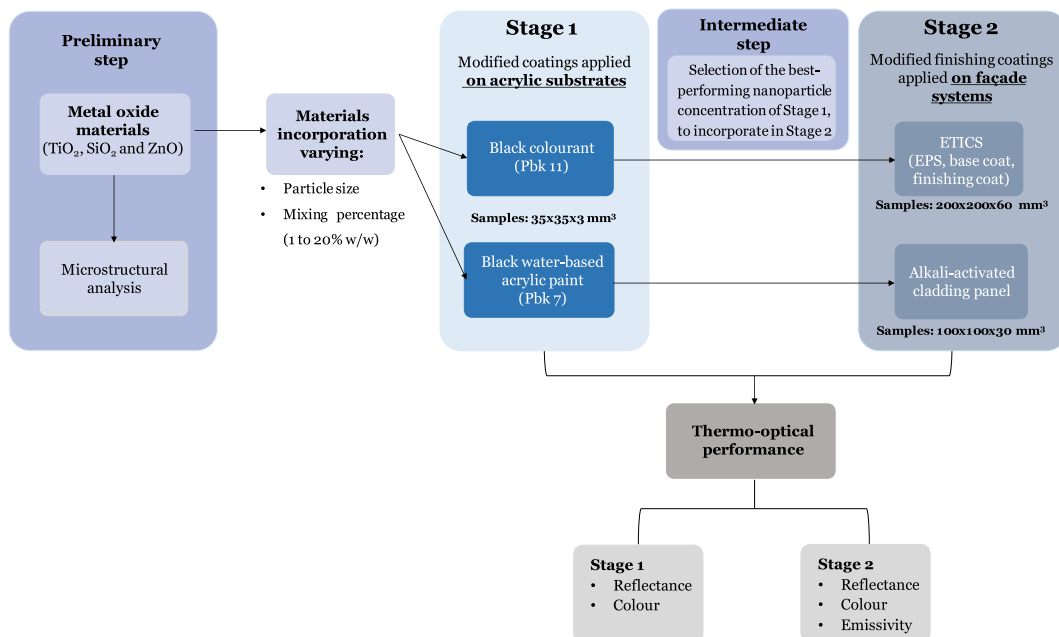 Preliminary
step
Metal oxide
materials
(TiO₂, SiO₂ and ZnO)
Microstructural
analysis
Materials
incorporation
varying:
• Particle size
• Mixing percentage
(1 to 20% w/w)
Stage 1
Modified coatings applied
on acrylic substrates
Black colourant
(Pbk 11)
Samples: 35x35x3 mm³
Black water-based
acrylic paint
(Pbk 7)
Intermediate
step
Selection of the best-
performing nanoparticle
concentration of Stage 1,
to incorporate in Stage 2
Stage 2
Modified finishing coatings
applied on façade
systems
ETICS
(EPS, base coat,
finishing coat)
Samples: 200x200x60 mm³
Alkali-activated
cladding panel
Samples: 100x100x30 mm³
Thermo-optical
performance
Stage 1
• Reflectance
• Colour
Stage 2
• Reflectance
• Colour
• Emissivity